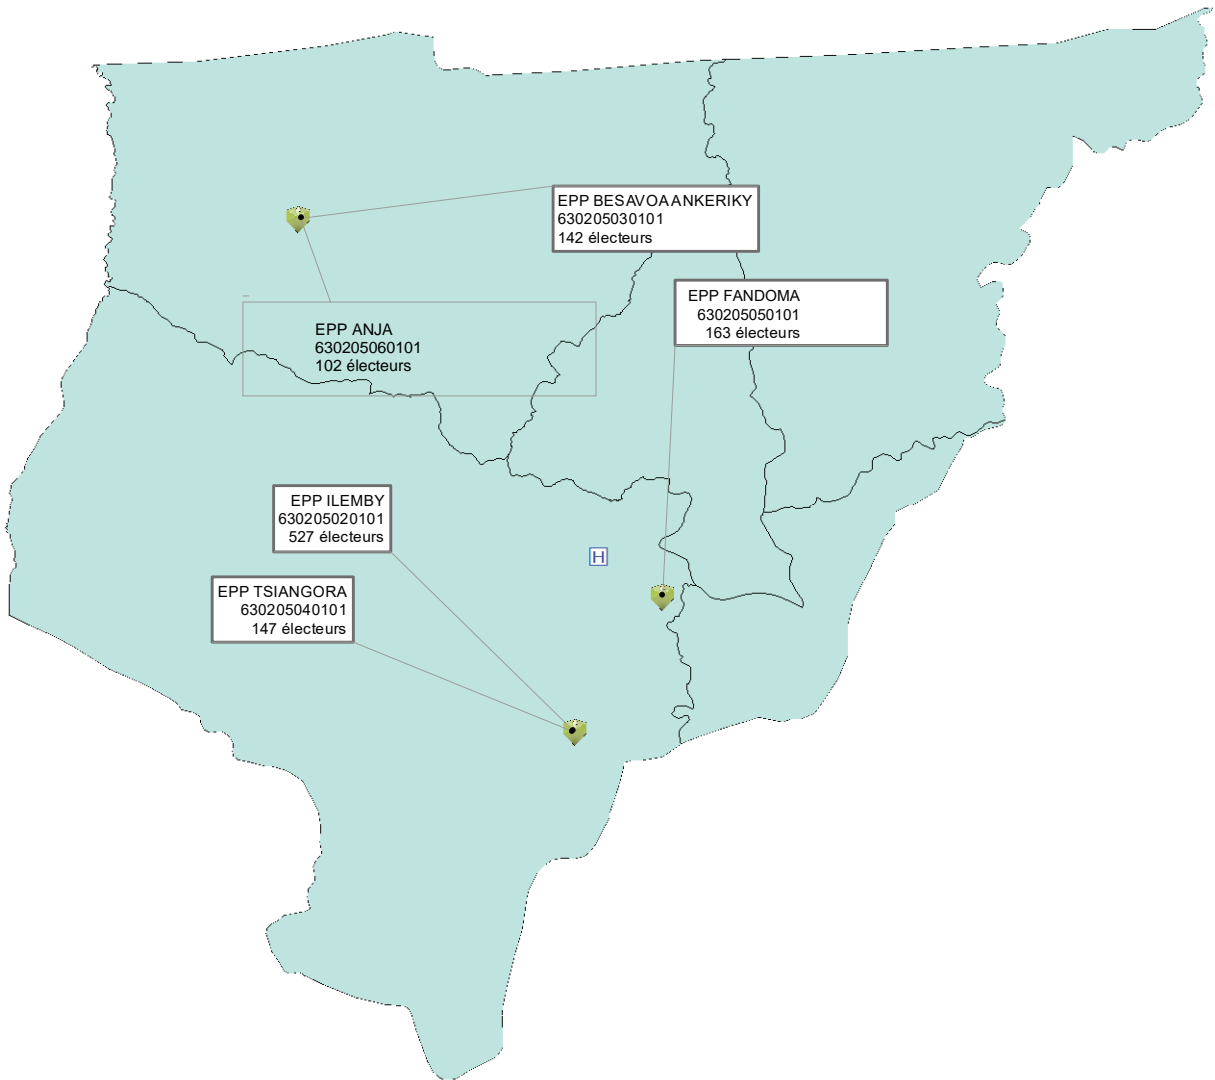 EPP BESAVOA ANKERIKY
630205030101
142 électeurs
EPP FANDOMA
630205050101
163 électeurs
EPP ANJA
630205060101
102 électeurs
EPP ILEMBY
630205020101
527 électeurs
H
EPP TSIANGORA
630205040101
147 électeurs